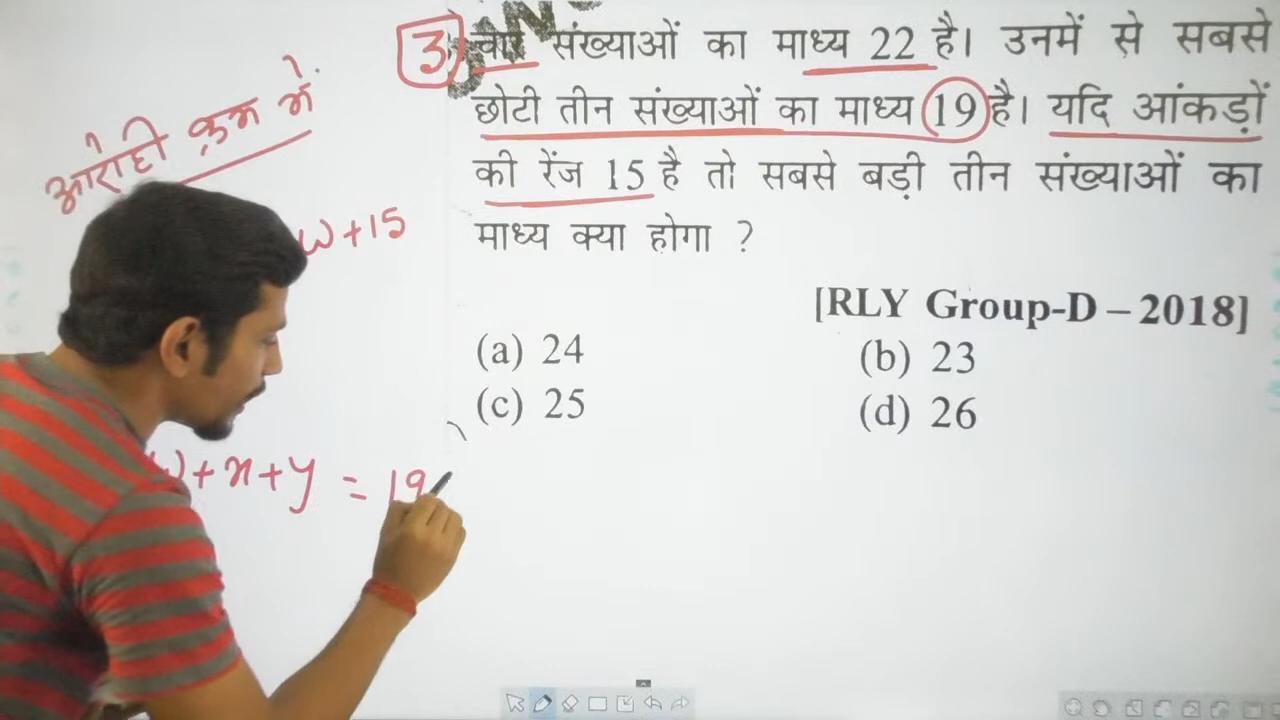 3 चार संख्याओं का माध्य 22 है। उनमें से सबसे
छोटी तीन संख्याओं का माध्य 19 है। यदि आंकड़ों
की रेंज 15 है तो सबसे बड़ी तीन संख्याओं का
माध्य क्या होगा ?
[RLY Group-D – 2018]
(a) 24 (b) 23
(c) 25 (d) 26
आरोही क्रम में
w+15
w+x+y = 19